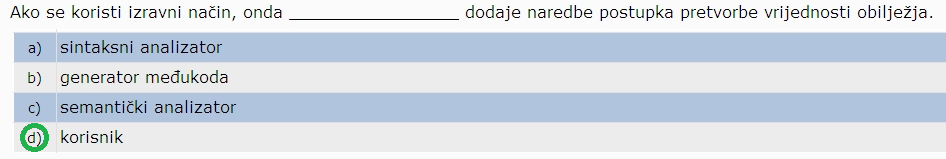 Ako se koristi izravni način, onda _________________ dodaje naredbe postupka pretvorbe vrijednosti obilježja.
a) sintaksni analizator
b) generator međukoda
c) semantički analizator
d) korisnik